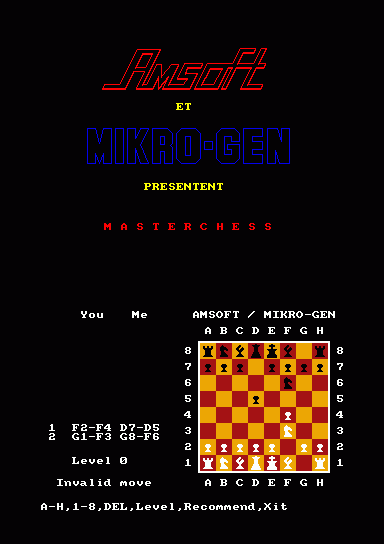 Amsoft
ET
MIKRO-GEN
PRESENTENT
MASTERCHESS
You Me AMSOFT / MIKRO-GEN
A B C D E F G H
8 8
7 7
6 6
5 5
4 4
1 F2-F4 D7-D5 3 3
2 G1-F3 G8-F6 2 2
Level 0 1 1
Invalid move A B C D E F G H
A-H,1-8,DEL,Level,Recommend,Xit